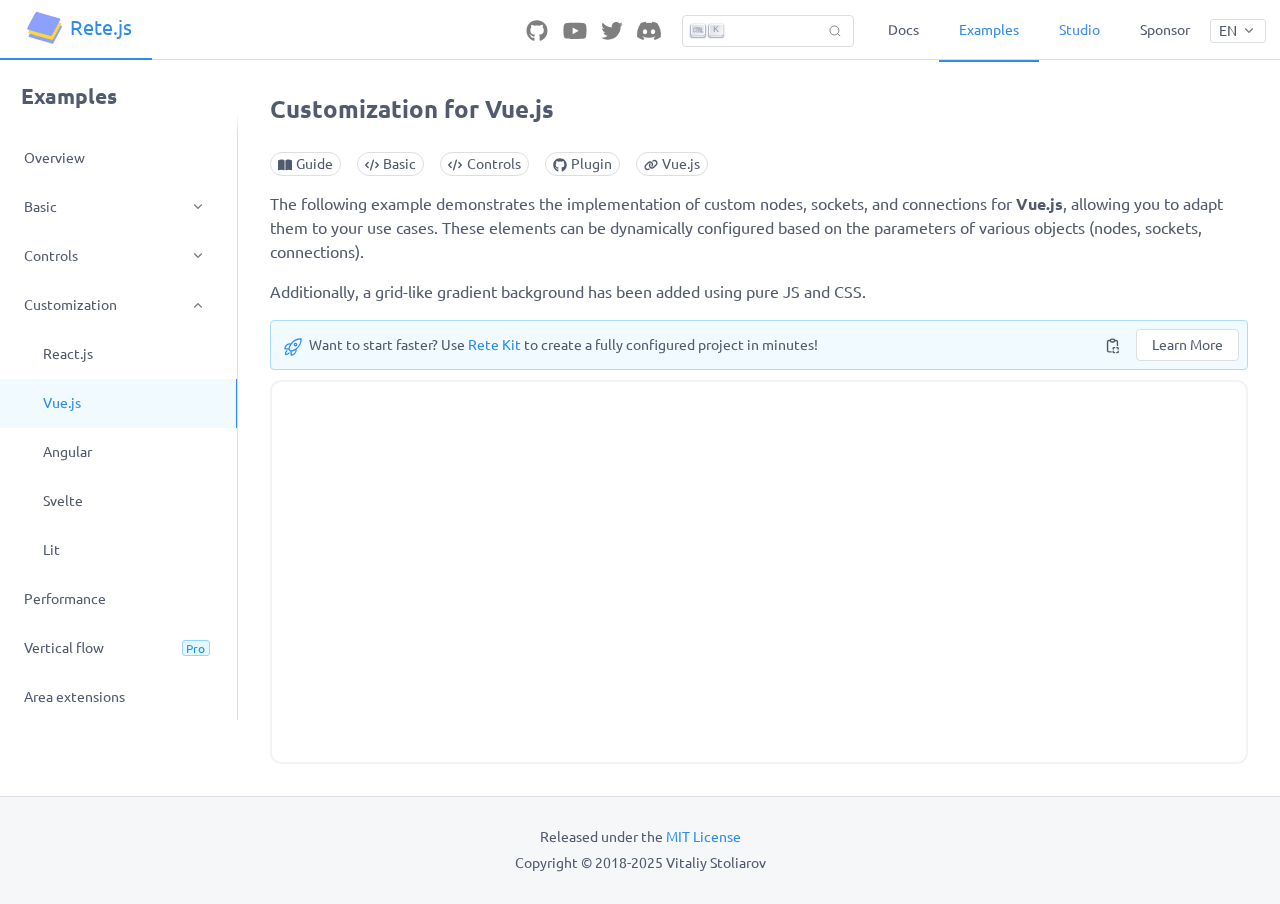 Rete.js
K
Docs
Examples
Studio
Sponsor
EN
Examples
Overview
Basic
Controls
Customization
React.js
Vue.js
Angular
Svelte
Lit
Performance
Vertical flow
Pro
Area extensions
Customization for Vue.js
Guide
Basic
Controls
Plugin
Vue.js
The following example demonstrates the implementation of custom nodes, sockets, and connections for Vue.js, allowing you to adapt
them to your use cases. These elements can be dynamically configured based on the parameters of various objects (nodes, sockets,
connections).
Additionally, a grid-like gradient background has been added using pure JS and CSS.
Want to start faster? Use Rete Kit to create a fully configured project in minutes!
Learn More
Released under the MIT License
Copyright © 2018-2025 Vitaliy Stoliarov